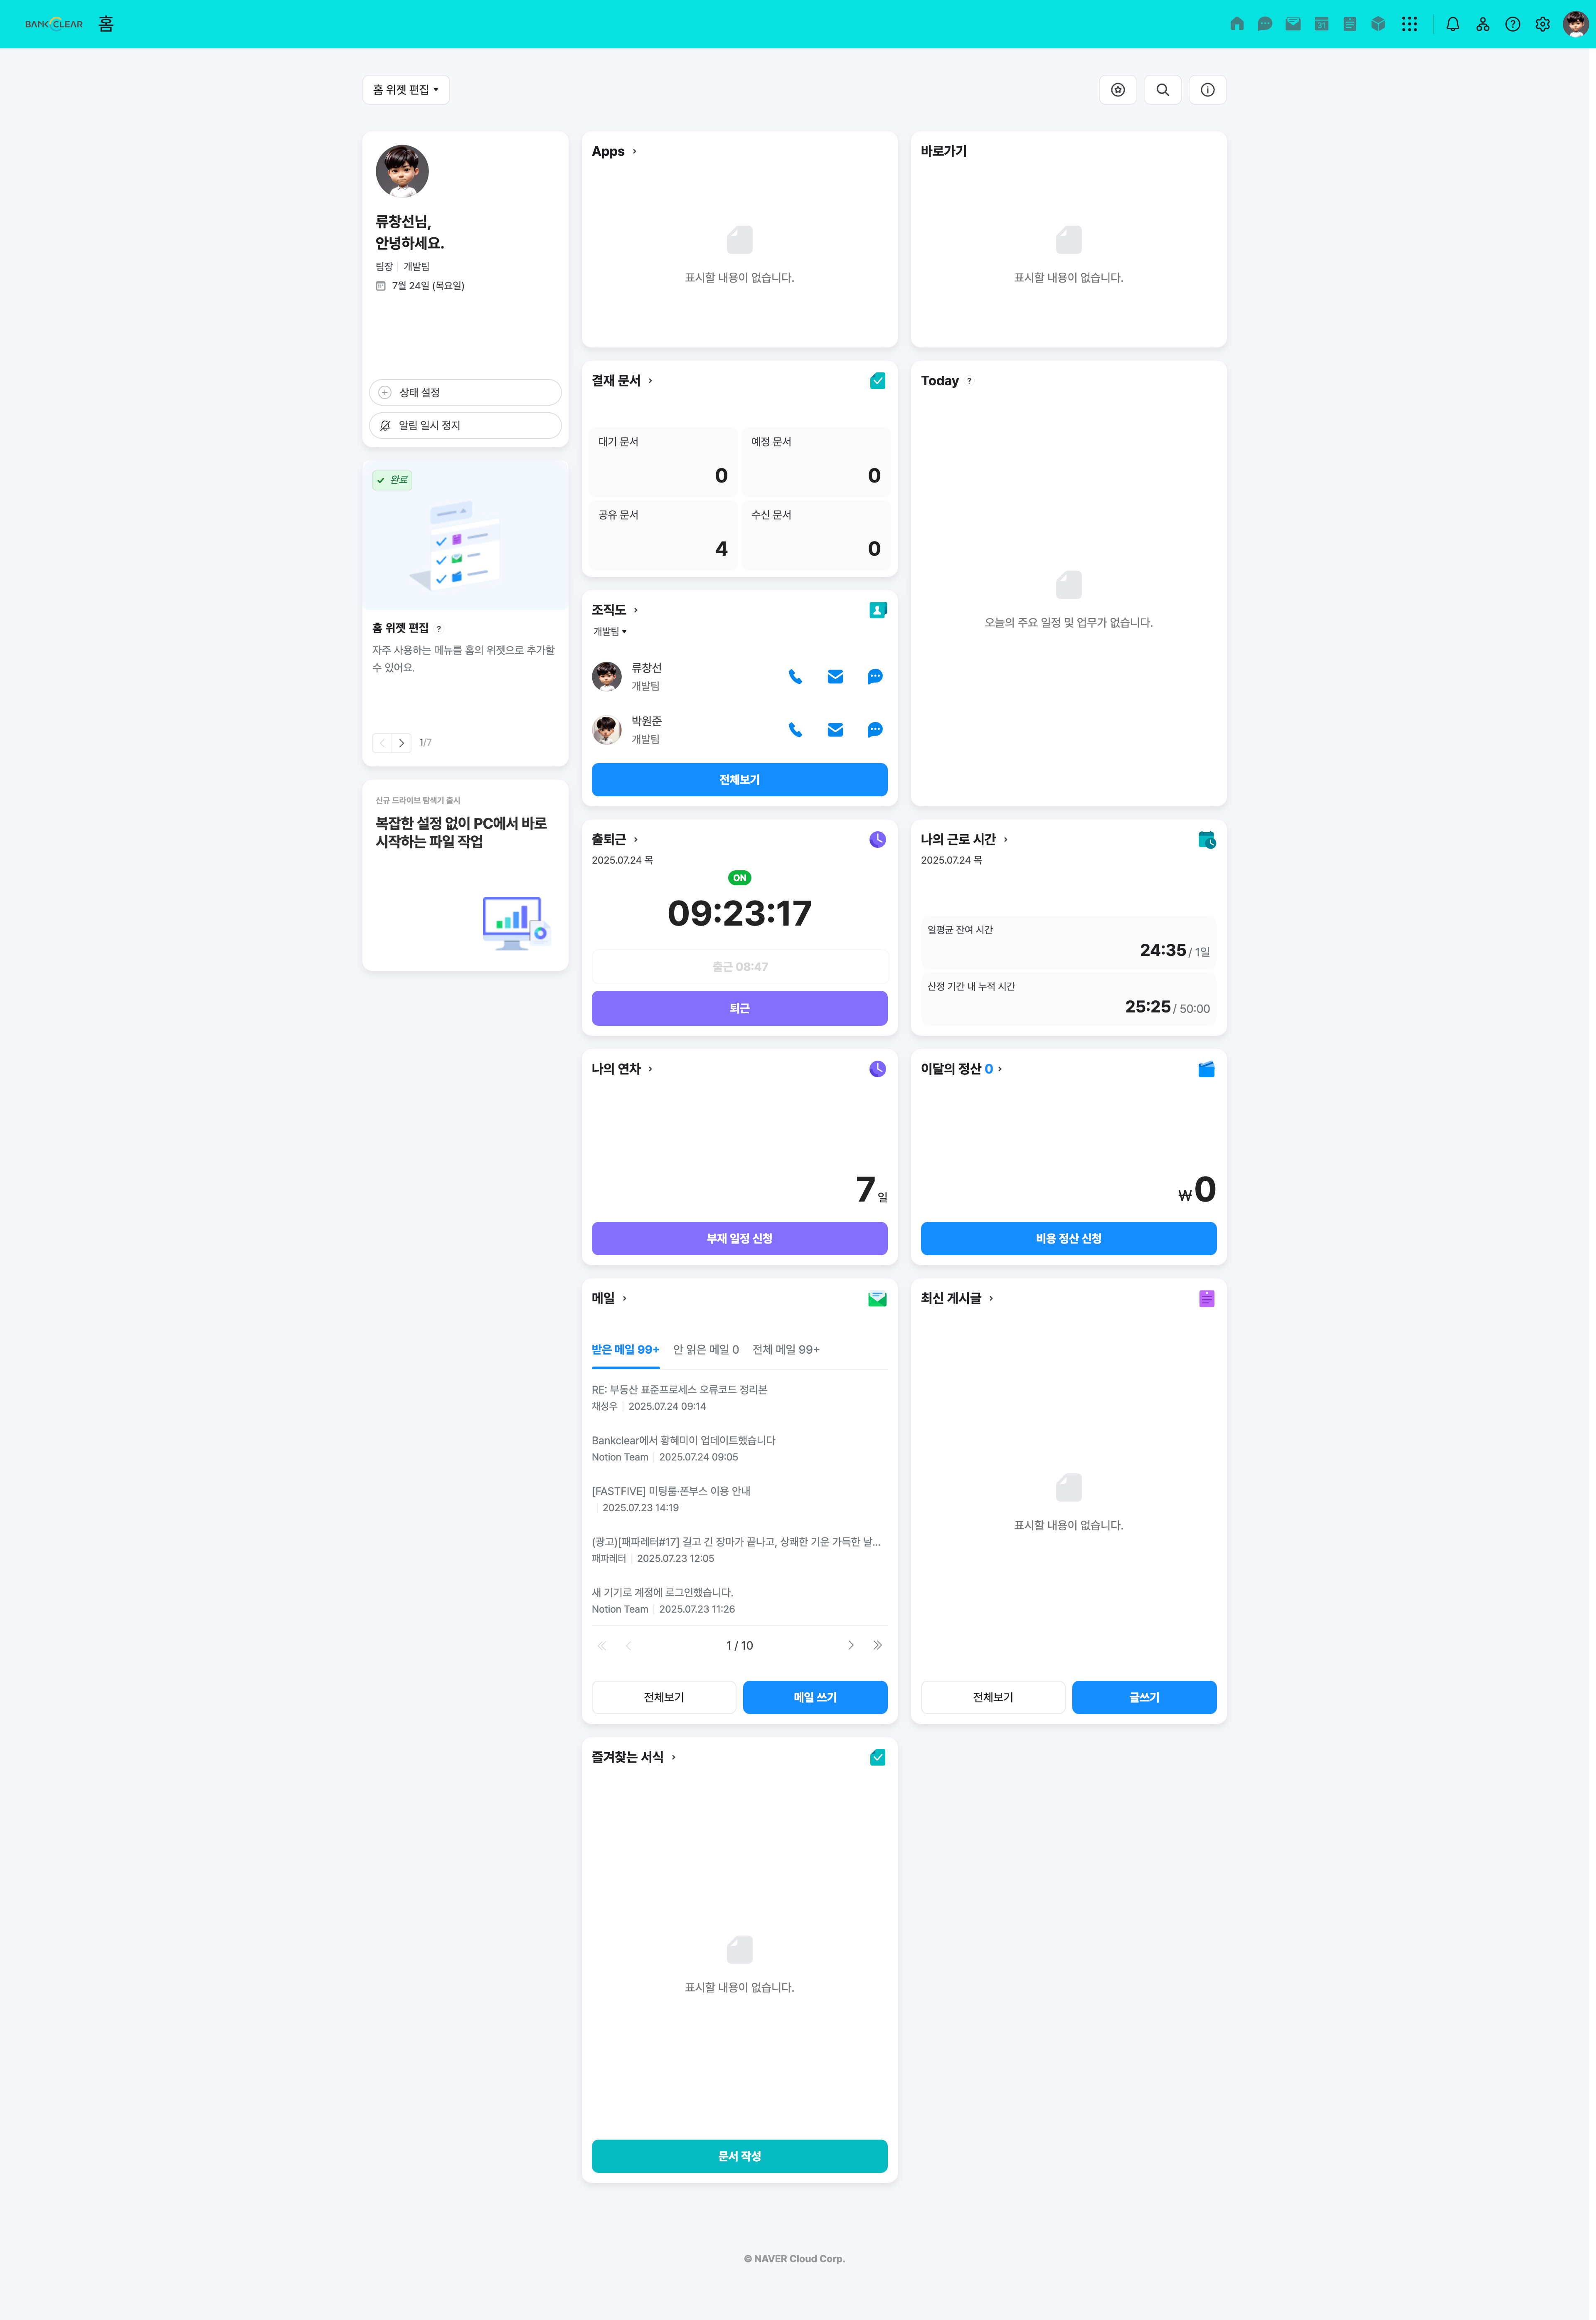 BANKCLEAR 홈
31
홈 위젯 편집
류창선님,
안녕하세요.
팀장 개발팀
7월 24일 (목요일)
상태 설정
알림 일시 정지
완료
홈 위젯 편집 ?
자주 사용하는 메뉴를 홈의 위젯으로 추가할
수 있어요.
1/7
신규 드라이브 탐색기 출시
복잡한 설정 없이 PC에서 바로
시작하는 파일 작업
Apps
표시할 내용이 없습니다.
바로가기
표시할 내용이 없습니다.
결재 문서
대기 문서
0
예정 문서
0
공유 문서
4
수신 문서
0
Today ?
오늘의 주요 일정 및 업무가 없습니다.
조직도
개발팀
류창선
개발팀
박원준
개발팀
전체보기
출퇴근
2025.07.24 목
ON
09:23:17
출근 08:47
퇴근
나의 근로 시간
2025.07.24 목
일평균 잔여 시간
24:35 / 1일
산정 기간 내 누적 시간
25:25 / 50:00
나의 연차
7 일
부재 일정 신청
이달의 정산 0
₩0
비용 정산 신청
메일
받은 메일 99+ 안 읽은 메일 0 전체 메일 99+
RE: 부동산 표준프로세스 오류코드 정리본
채성우 2025.07.24 09:14
Bankclear에서 황혜미이 업데이트했습니다
Notion Team 2025.07.24 09:05
[FASTFIVE] 미팅룸·폰부스 이용 안내
2025.07.23 14:19
(광고)[패파레터#17] 길고 긴 장마가 끝나고, 상쾌한 기운 가득한 날...
패파레터 2025.07.23 12:05
새 기기로 계정에 로그인했습니다.
Notion Team 2025.07.23 11:26
1 / 10
전체보기 메일 쓰기
최신 게시글
표시할 내용이 없습니다.
전체보기 글쓰기
즐겨찾는 서식
표시할 내용이 없습니다.
문서 작성
© NAVER Cloud Corp.